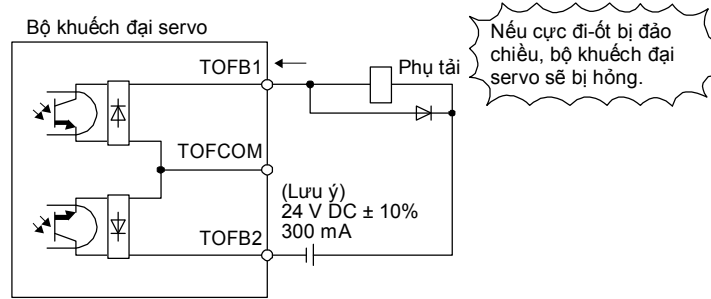 Bộ khuếch đại servo
Nếu cực đi-ốt bị đảo
chiều, bộ khuếch đại
servo sẽ bị hỏng.
TOFB1
Phụ tải
TOFCOM
(Lưu ý)
24 V DC ± 10%
300 mA
TOFB2